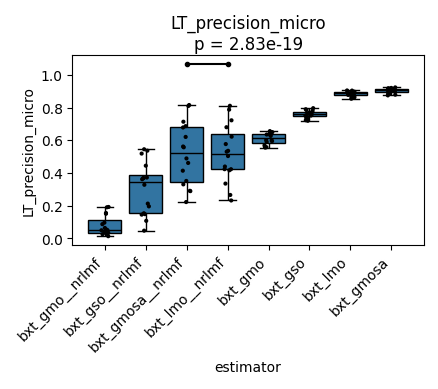 LT_precision_micro
p = 2.83e-19
LT_precision_micro
1.0
0.8
0.6
0.4
0.2
0.0
bxt_gmo__nrlmf
bxt_gso__nrlmf
bxt_gmosa__nrlmf
bxt_lmo__nrlmf
bxt_gmo
bxt_gso
bxt_lmo
bxt_gmosa
estimator